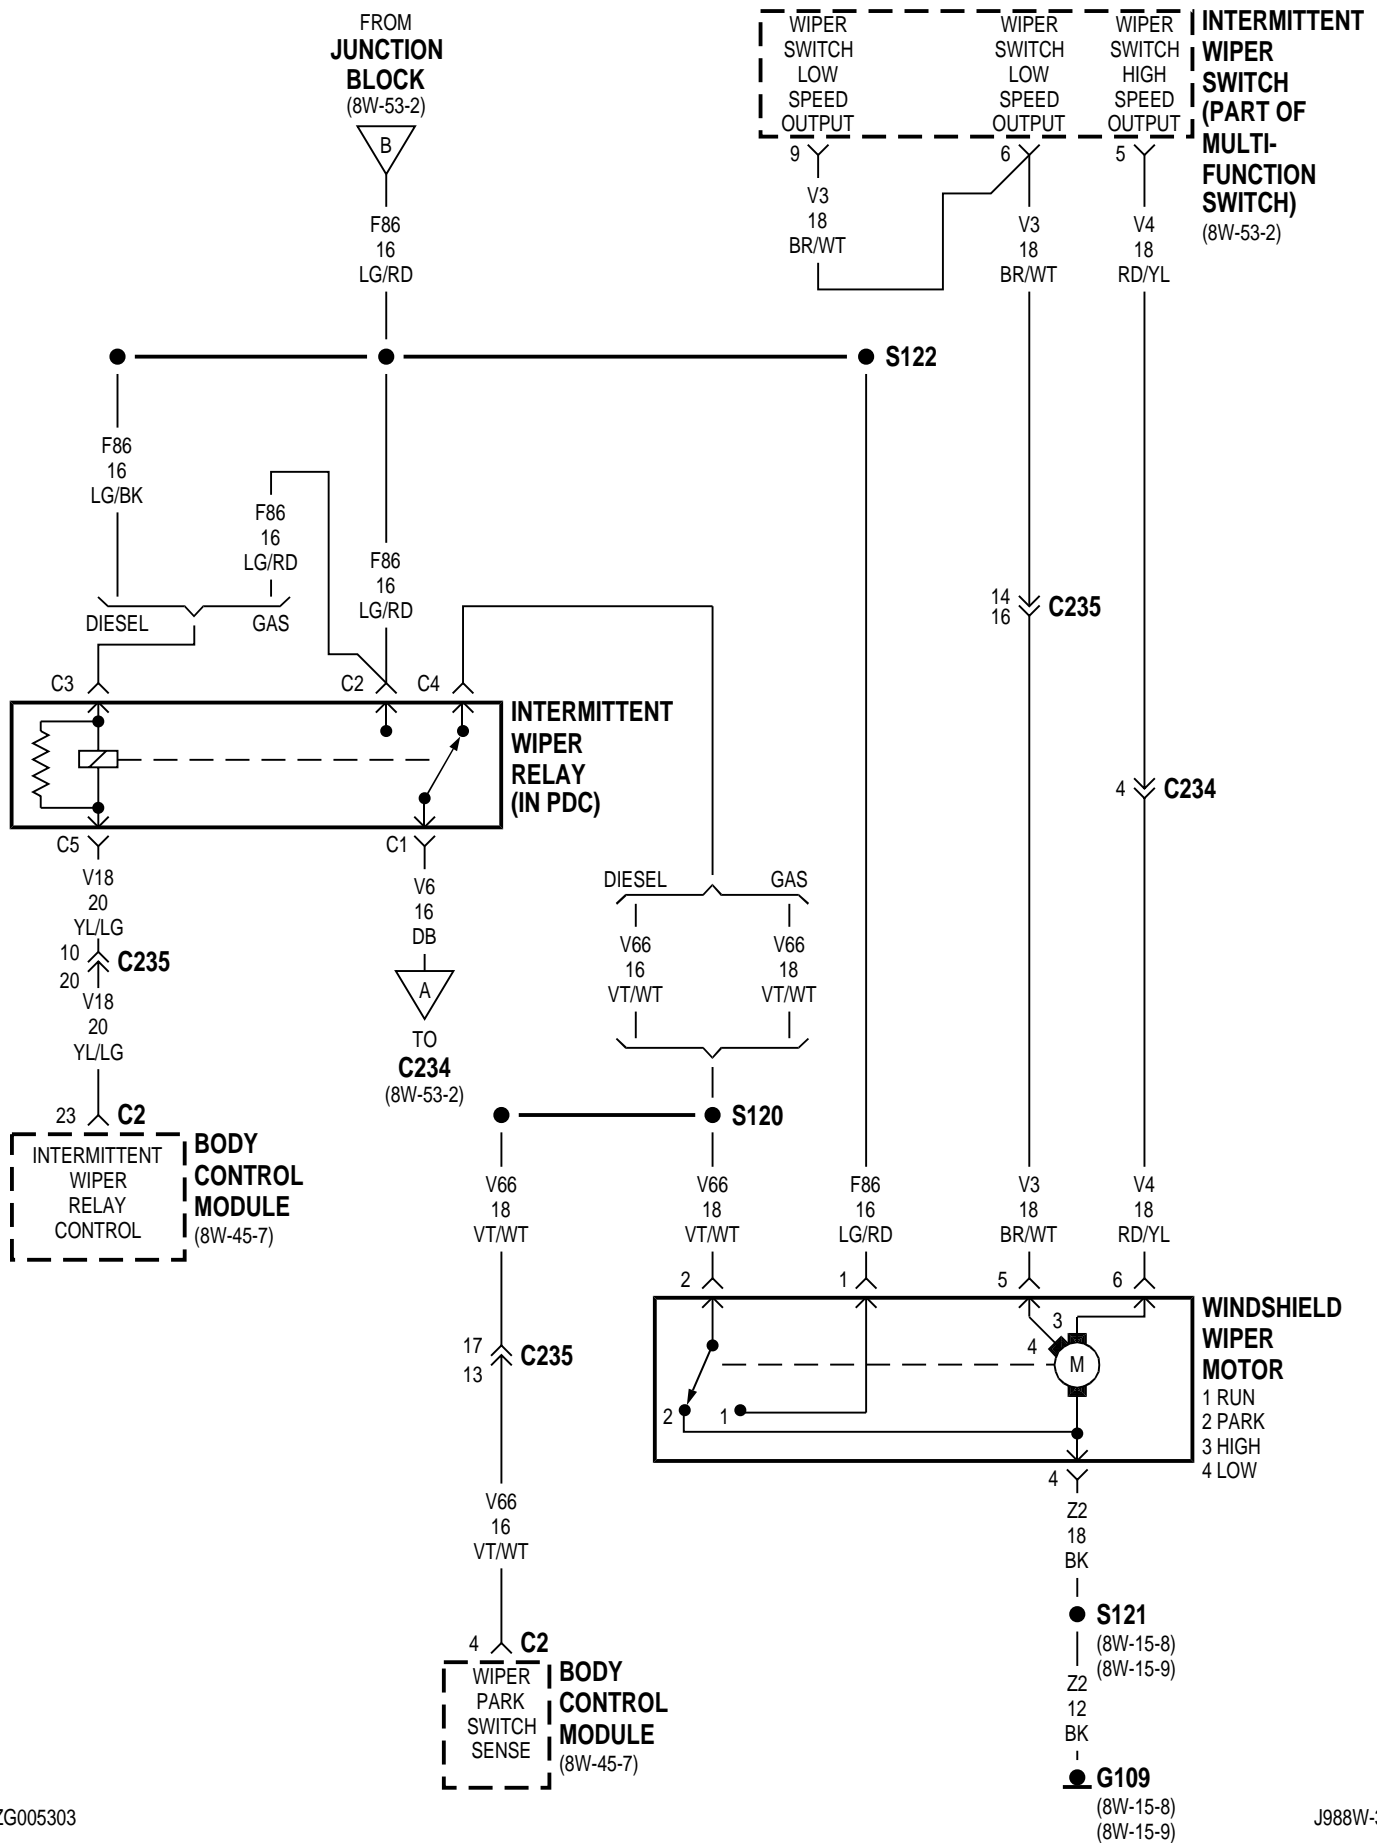 FROM
JUNCTION
BLOCK
(8W-53-2)
B
F86
16
LG/RD
WIPER
SWITCH
LOW
SPEED
OUTPUT
WIPER
SWITCH
LOW
SPEED
OUTPUT
WIPER
SWITCH
HIGH
SPEED
OUTPUT
INTERMITTENT
WIPER
SWITCH
(PART OF
MULTI-
FUNCTION
SWITCH)
(8W-53-2)
9
6
5
V3
18
BR/WT
V3
18
BR/WT
V4
18
RD/YL
S122
F86
16
LG/BK
F86
16
LG/RD
F86
16
LG/RD
DIESEL
GAS
14
16
C235
C3
C2
C4
INTERMITTENT
WIPER
RELAY
(IN PDC)
4
C234
C5
C1
V18
20
YL/LG
10
20
C235
V18
20
YL/LG
V6
16
DB
A
TO
C234
(8W-53-2)
DIESEL
GAS
V66
16
VT/WT
V66
18
VT/WT
23
C2
INTERMITTENT
WIPER
RELAY
CONTROL
BODY
CONTROL
MODULE
(8W-45-7)
S120
V66
18
VT/WT
V66
18
VT/WT
F86
16
LG/RD
V3
18
BR/WT
V4
18
RD/YL
2
1
5
6
3
4
M
2
1
WINDSHIELD
WIPER
MOTOR
1 RUN
2 PARK
3 HIGH
4 LOW
17
13
C235
4
Z2
18
BK
V66
16
VT/WT
S121
(8W-15-8)
(8W-15-9)
4
C2
WIPER
PARK
SWITCH
SENSE
BODY
CONTROL
MODULE
(8W-45-7)
Z2
12
BK
G109
(8W-15-8)
(8W-15-9)
ZG005303
J988W-3